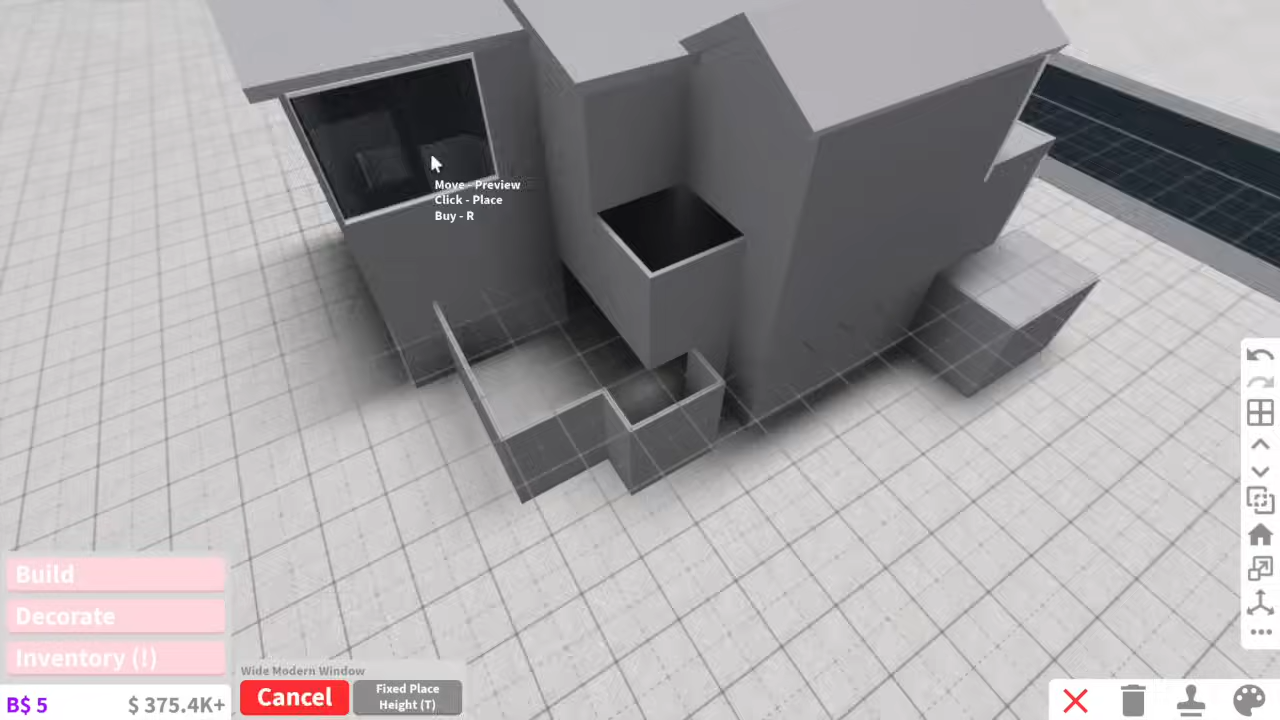 Move - Preview
Click - Place
Buy - R
Build
Decorate
Inventory (!)
B$ 5
$ 375.4K+
Wide Modern Window
Cancel
Fixed Place
Height (T)